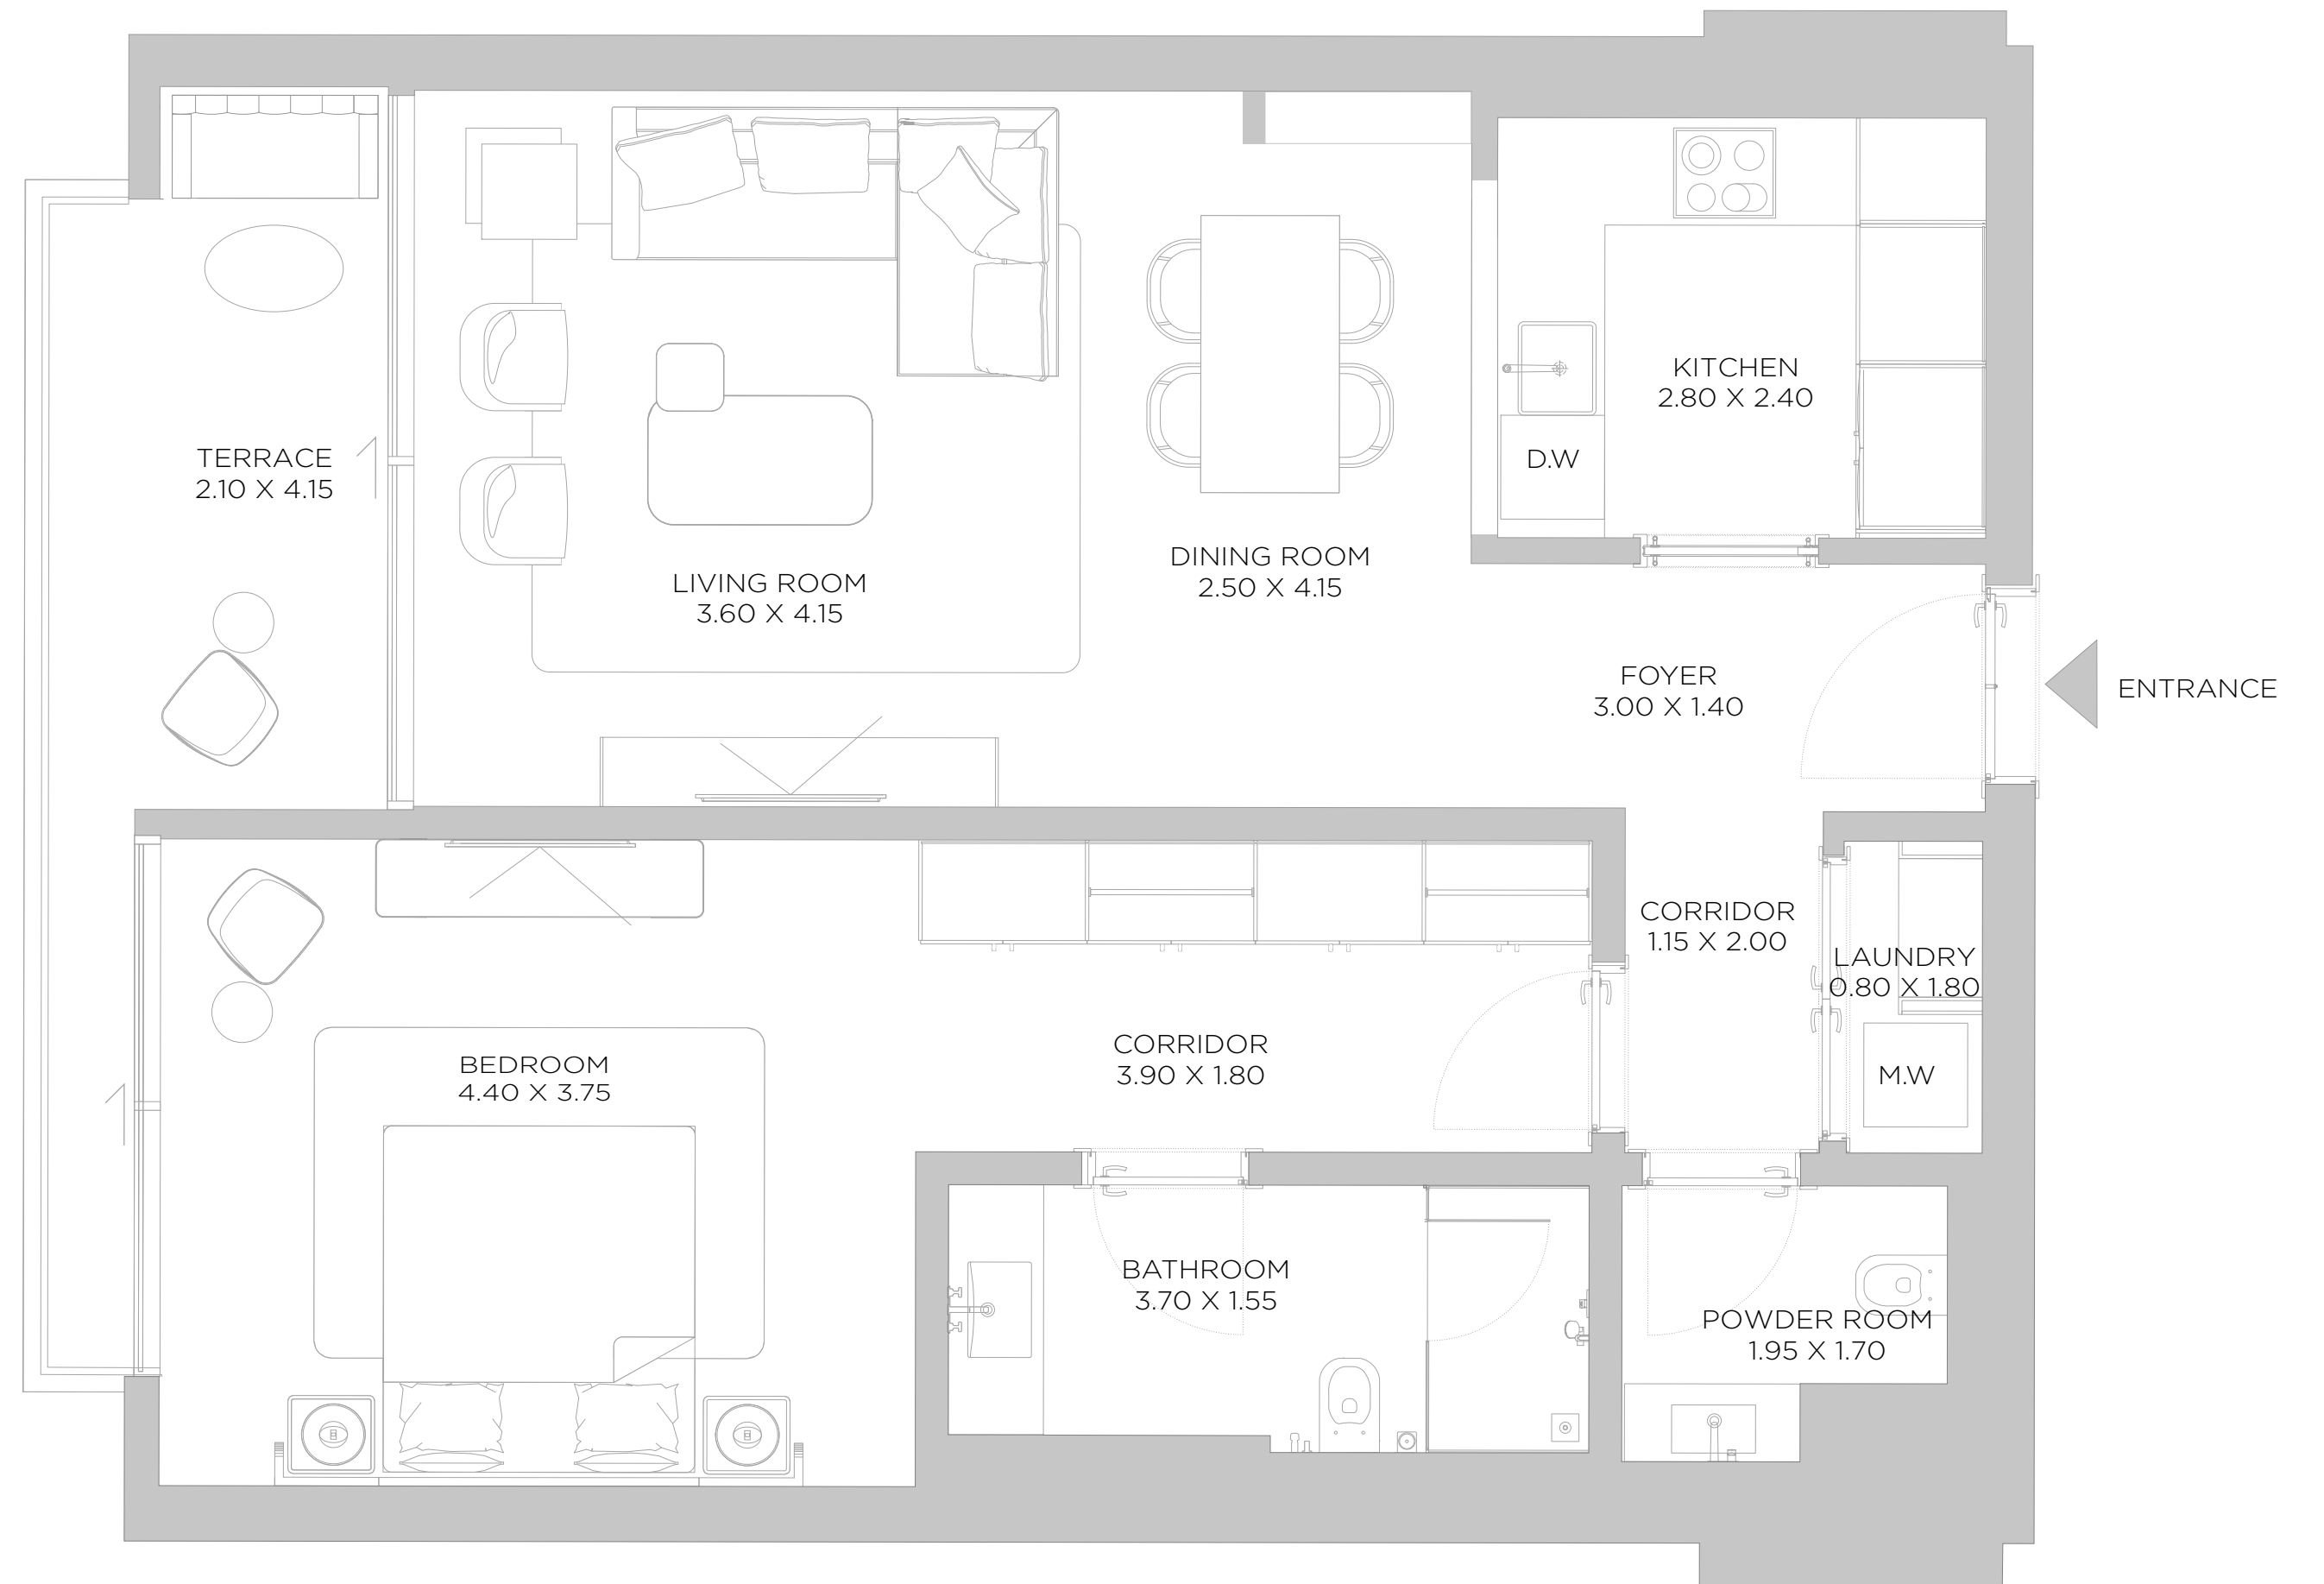 KITCHEN
2.80 X 2.40
D.W
TERRACE
2.10 X 4.15
LIVING ROOM
3.60 X 4.15
DINING ROOM
2.50 X 4.15
FOYER
3.00 X 1.40
ENTRANCE
CORRIDOR
1.15 X 2.00
LAUNDRY
0.80 X 1.80
M.W
BEDROOM
4.40 X 3.75
CORRIDOR
3.90 X 1.80
BATHROOM
3.70 X 1.55
POWDER ROOM
1.95 X 1.70